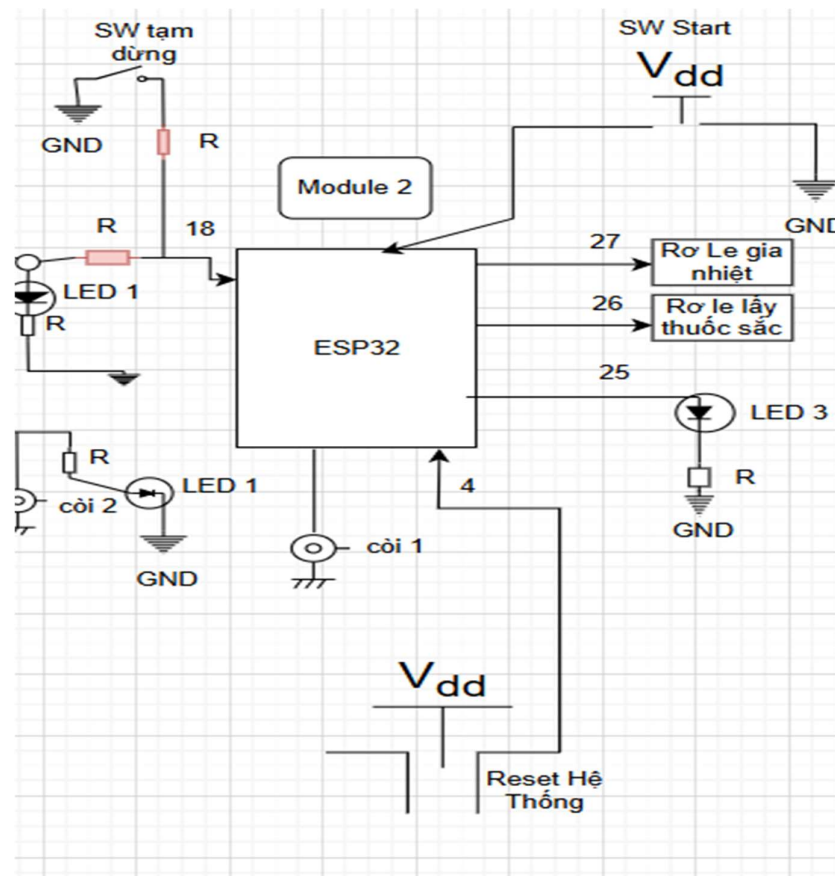 SW tạm
dừng
SW Start
Vdd
GND
R
Module 2
GND
R
18
27
Rơ Le gia
nhiệt
LED 1
R
26
Rơ le lấy
thuốc sắc
ESP32
25
LED 3
R
LED 1
còi 2
4
R
GND
còi 1
GND
Vdd
Reset Hệ
Thống